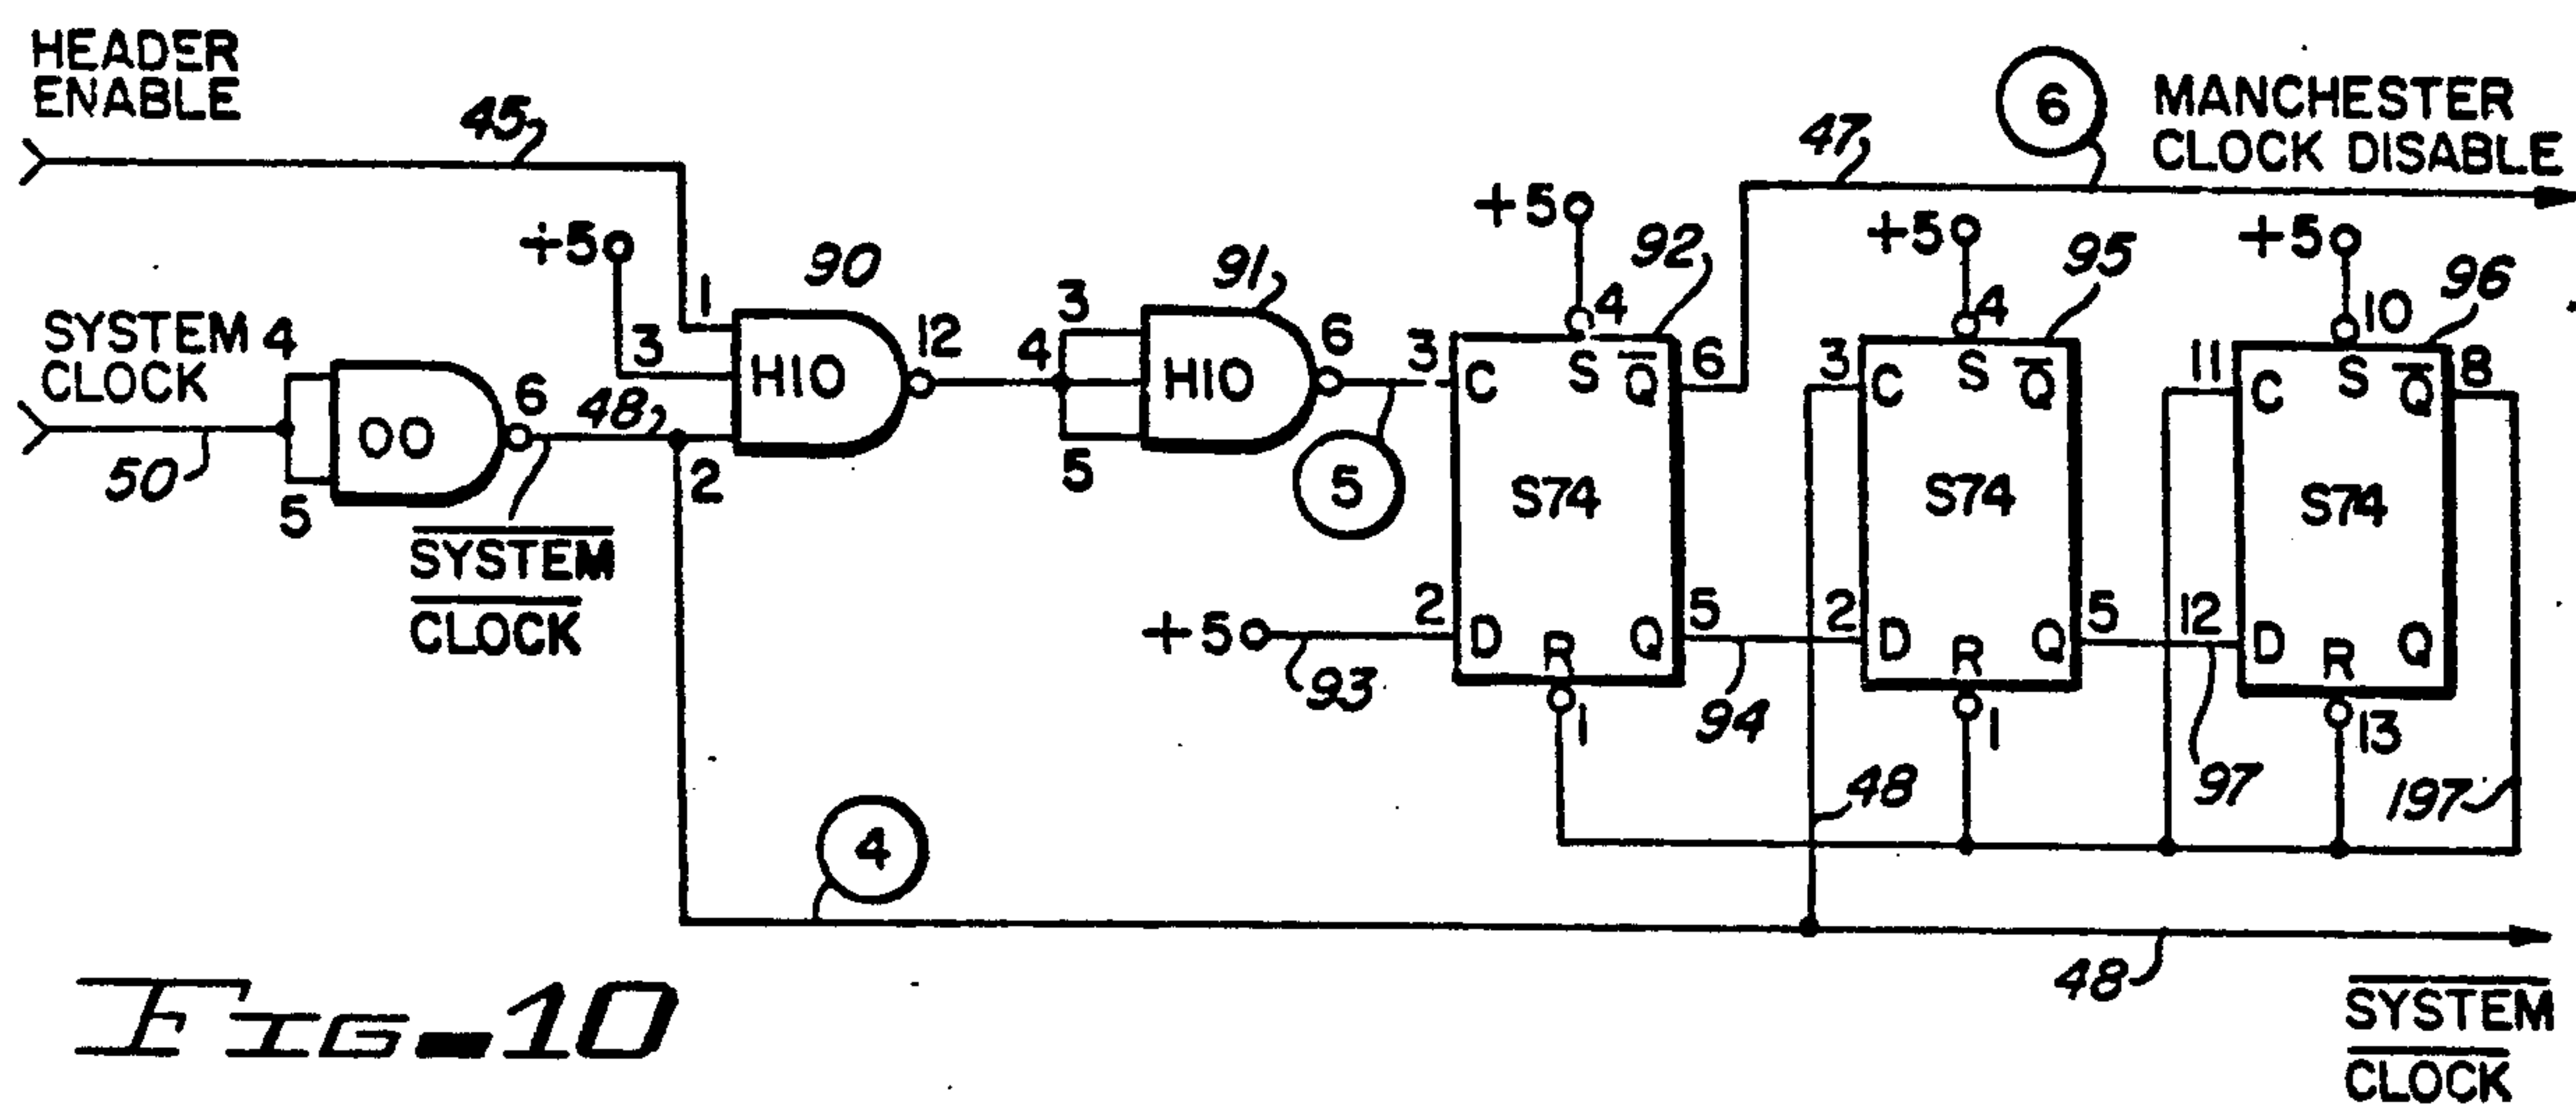 HEADER
ENABLE
45
+5
90
1
3
12
SYSTEM
CLOCK
4
5
50
OO
6
48
2
SYSTEM
CLOCK
H10
91
3
4
5
H10
6
5
+5
4
92
3
C
S
Q
6
S74
+5
93
2
D
R
Q
5
1
94
47
6
MANCHESTER
CLOCK DISABLE
+5
4
95
3
C
S
Q
S74
2
D
R
Q
5
1
48
+5
10
96
11
C
S
Q
8
S74
12
D
R
Q
13
97
197
4
48
SYSTEM
CLOCK
FIG-10